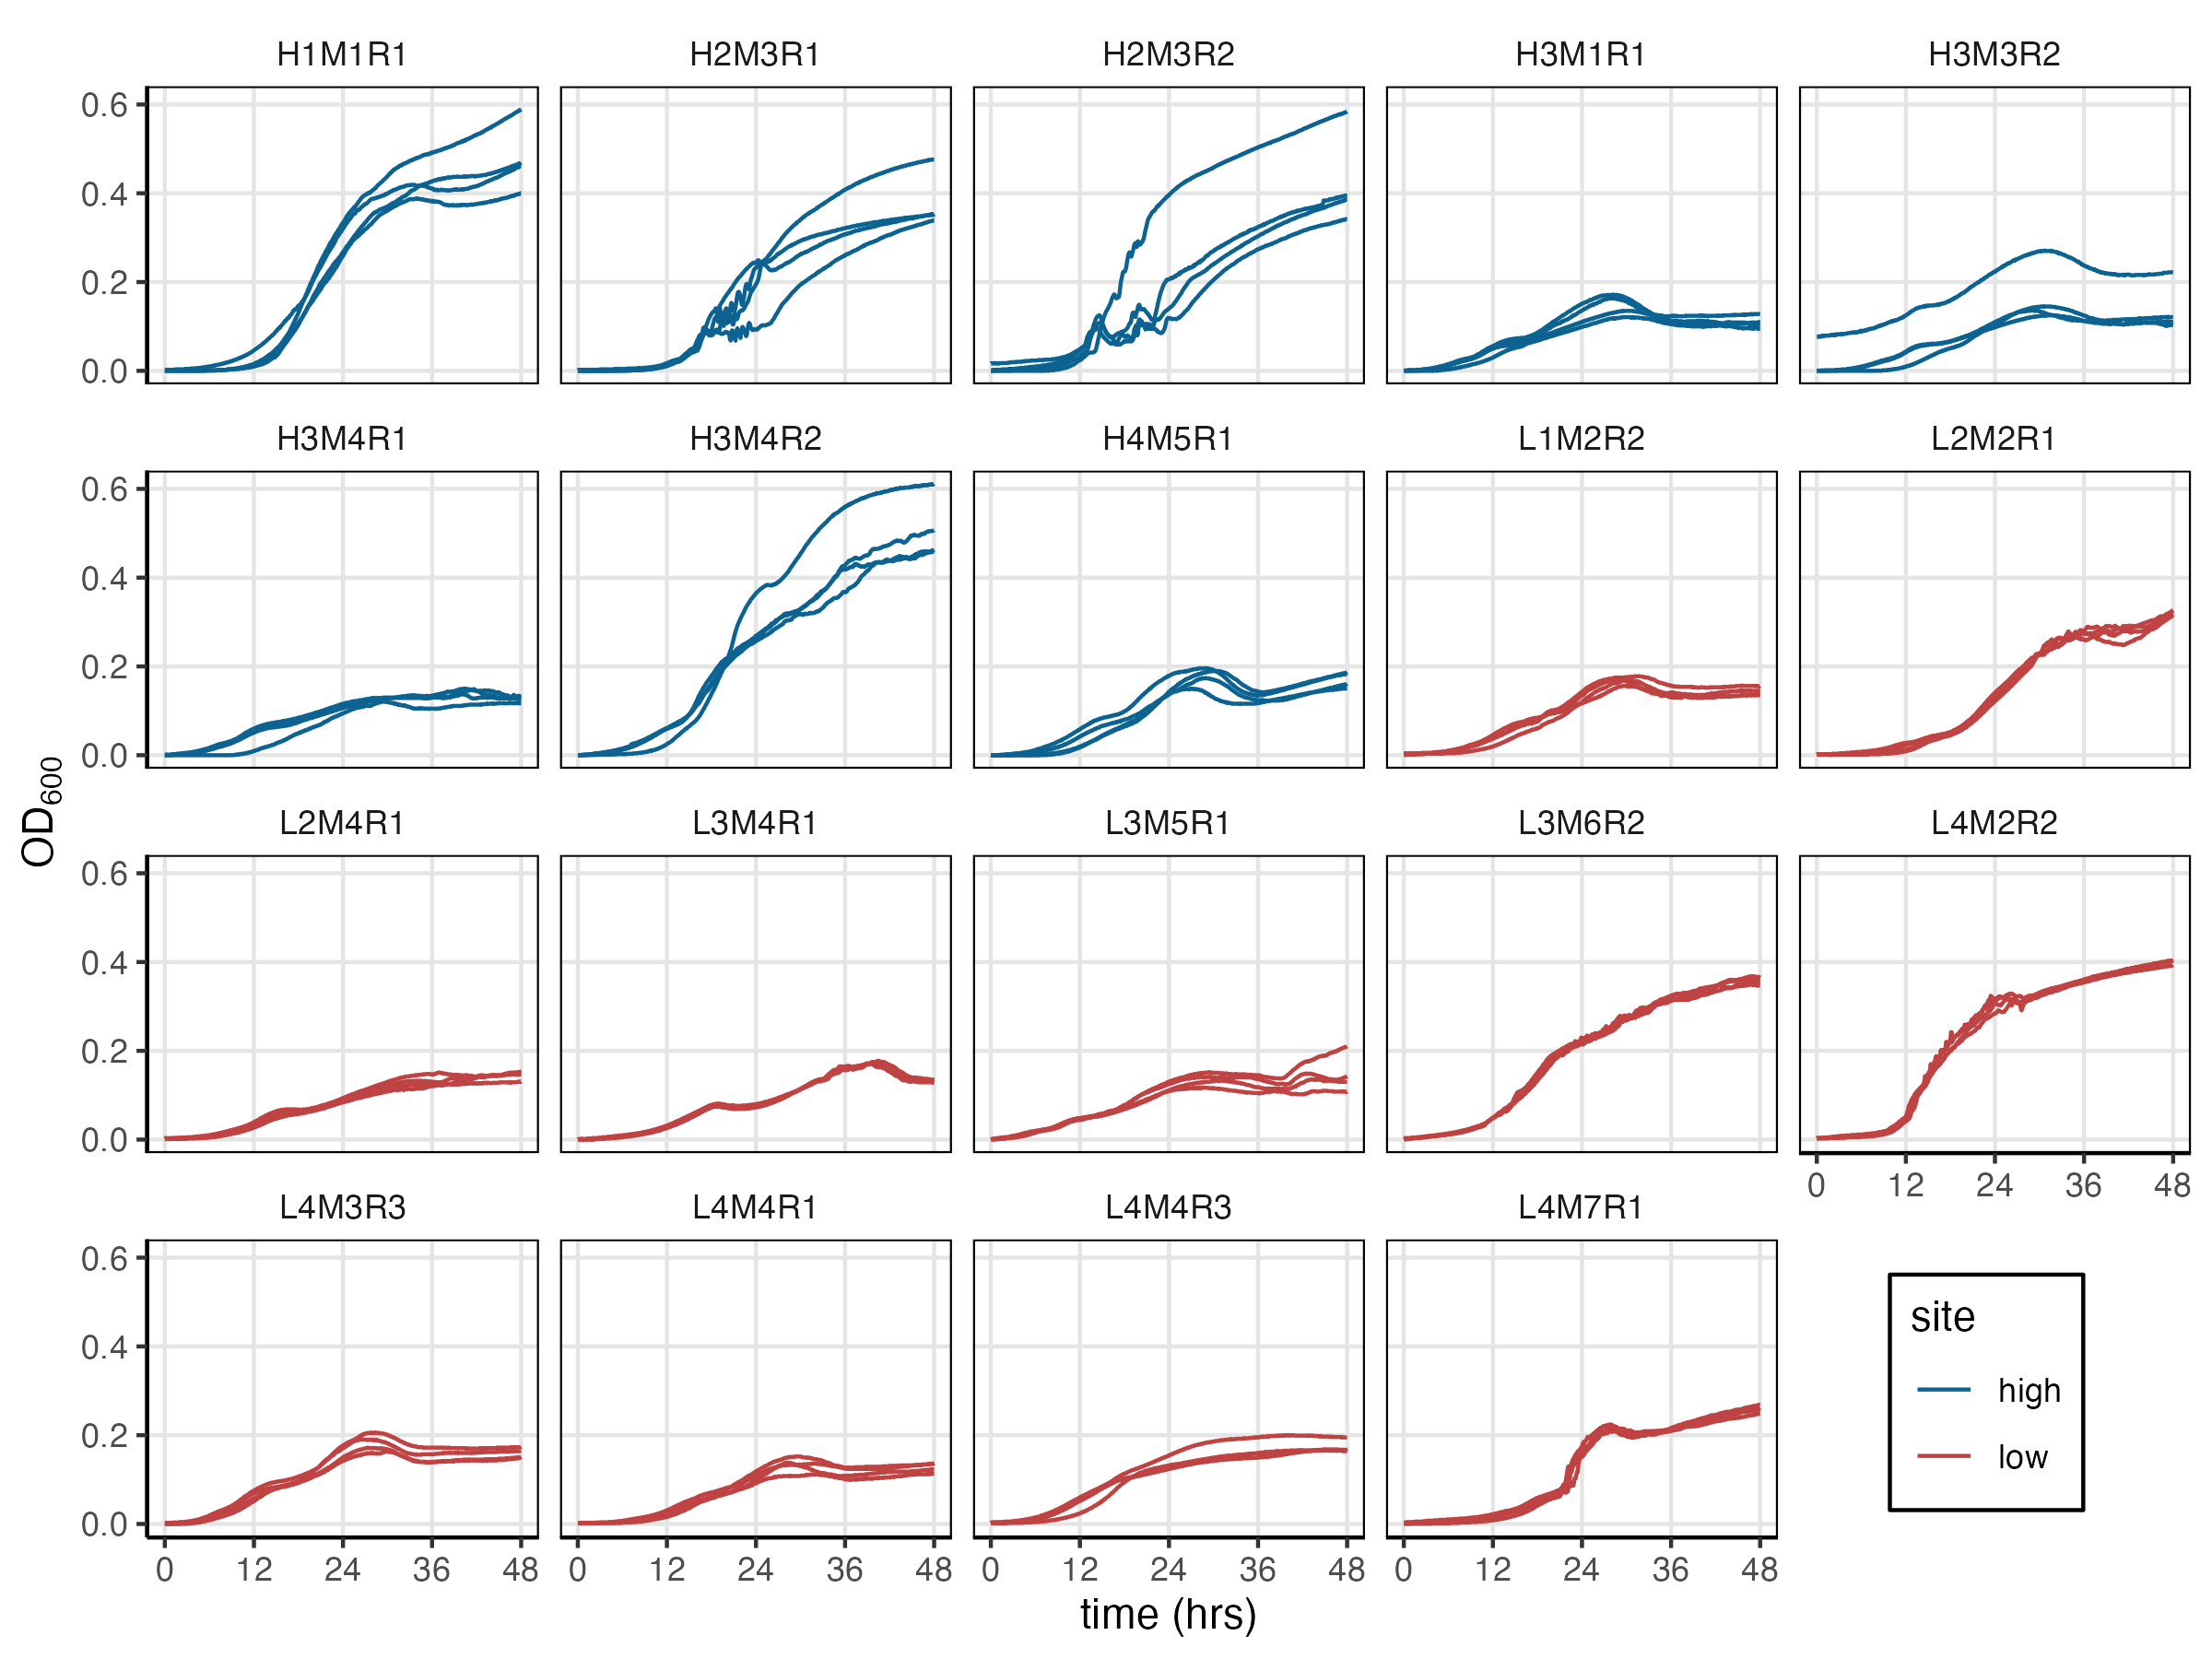 H1M1R1 H2M3R1 H2M3R2 H3M1R1 H3M3R2
0.6
0.4
0.2
0.0
H3M4R1 H3M4R2 H4M5R1 L1M2R2 L2M2R1
0.6
0.4
0.2
0.0
OD600
L2M4R1 L3M4R1 L3M5R1 L3M6R2 L4M2R2
0.6
0.4
0.2
0.0
0 12 24 36 48
L4M3R3 L4M4R1 L4M4R3 L4M7R1
0.6
0.4
0.2
0.0
0 12 24 36 48 0 12 24 36 48 0 12 24 36 48 0 12 24 36 48
time (hrs)
site
high
low